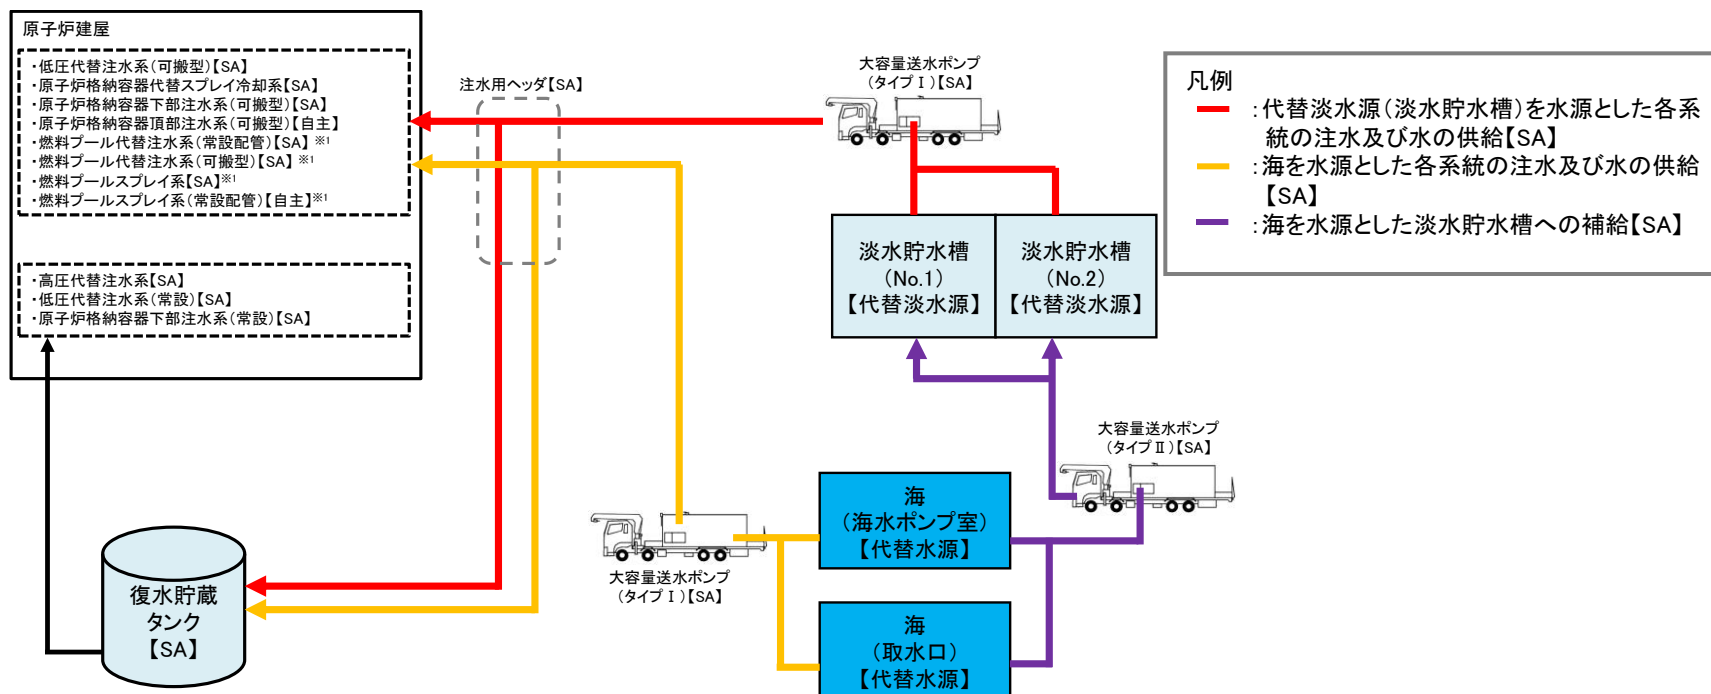 原子炉建屋
・低圧代替注水系(可搬型)【SA】
・原子炉格納容器代替スプレイ冷却系【SA】
・原子炉格納容器下部注水系(可搬型)【SA】
・原子炉格納容器頂部注水系(可搬型)【自主】
・燃料プール代替注水系(常設配管)【SA】※1
・燃料プール代替注水系(可搬型)【SA】※1
・燃料プールスプレイ系【SA】※1
・燃料プールスプレイ系(常設配管)【自主】※1
・高圧代替注水系【SA】
・低圧代替注水系(常設)【SA】
・原子炉格納容器下部注水系(常設)【SA】
注水用ヘッダ【SA】
大容量送水ポンプ
(タイプⅠ)【SA】
淡水貯水槽
(No.1)
【代替淡水源】
淡水貯水槽
(No.2)
【代替淡水源】
凡例
:代替淡水源(淡水貯水槽)を水源とした各系
統の注水及び水の供給【SA】
:海を水源とした各系統の注水及び水の供給
【SA】
:海を水源とした淡水貯水槽への補給【SA】
大容量送水ポンプ
(タイプⅡ)【SA】
大容量送水ポンプ
(タイプⅠ)【SA】
海
(海水ポンプ室)
【代替水源】
海
(取水口)
【代替水源】
復水貯蔵
タンク
【SA】